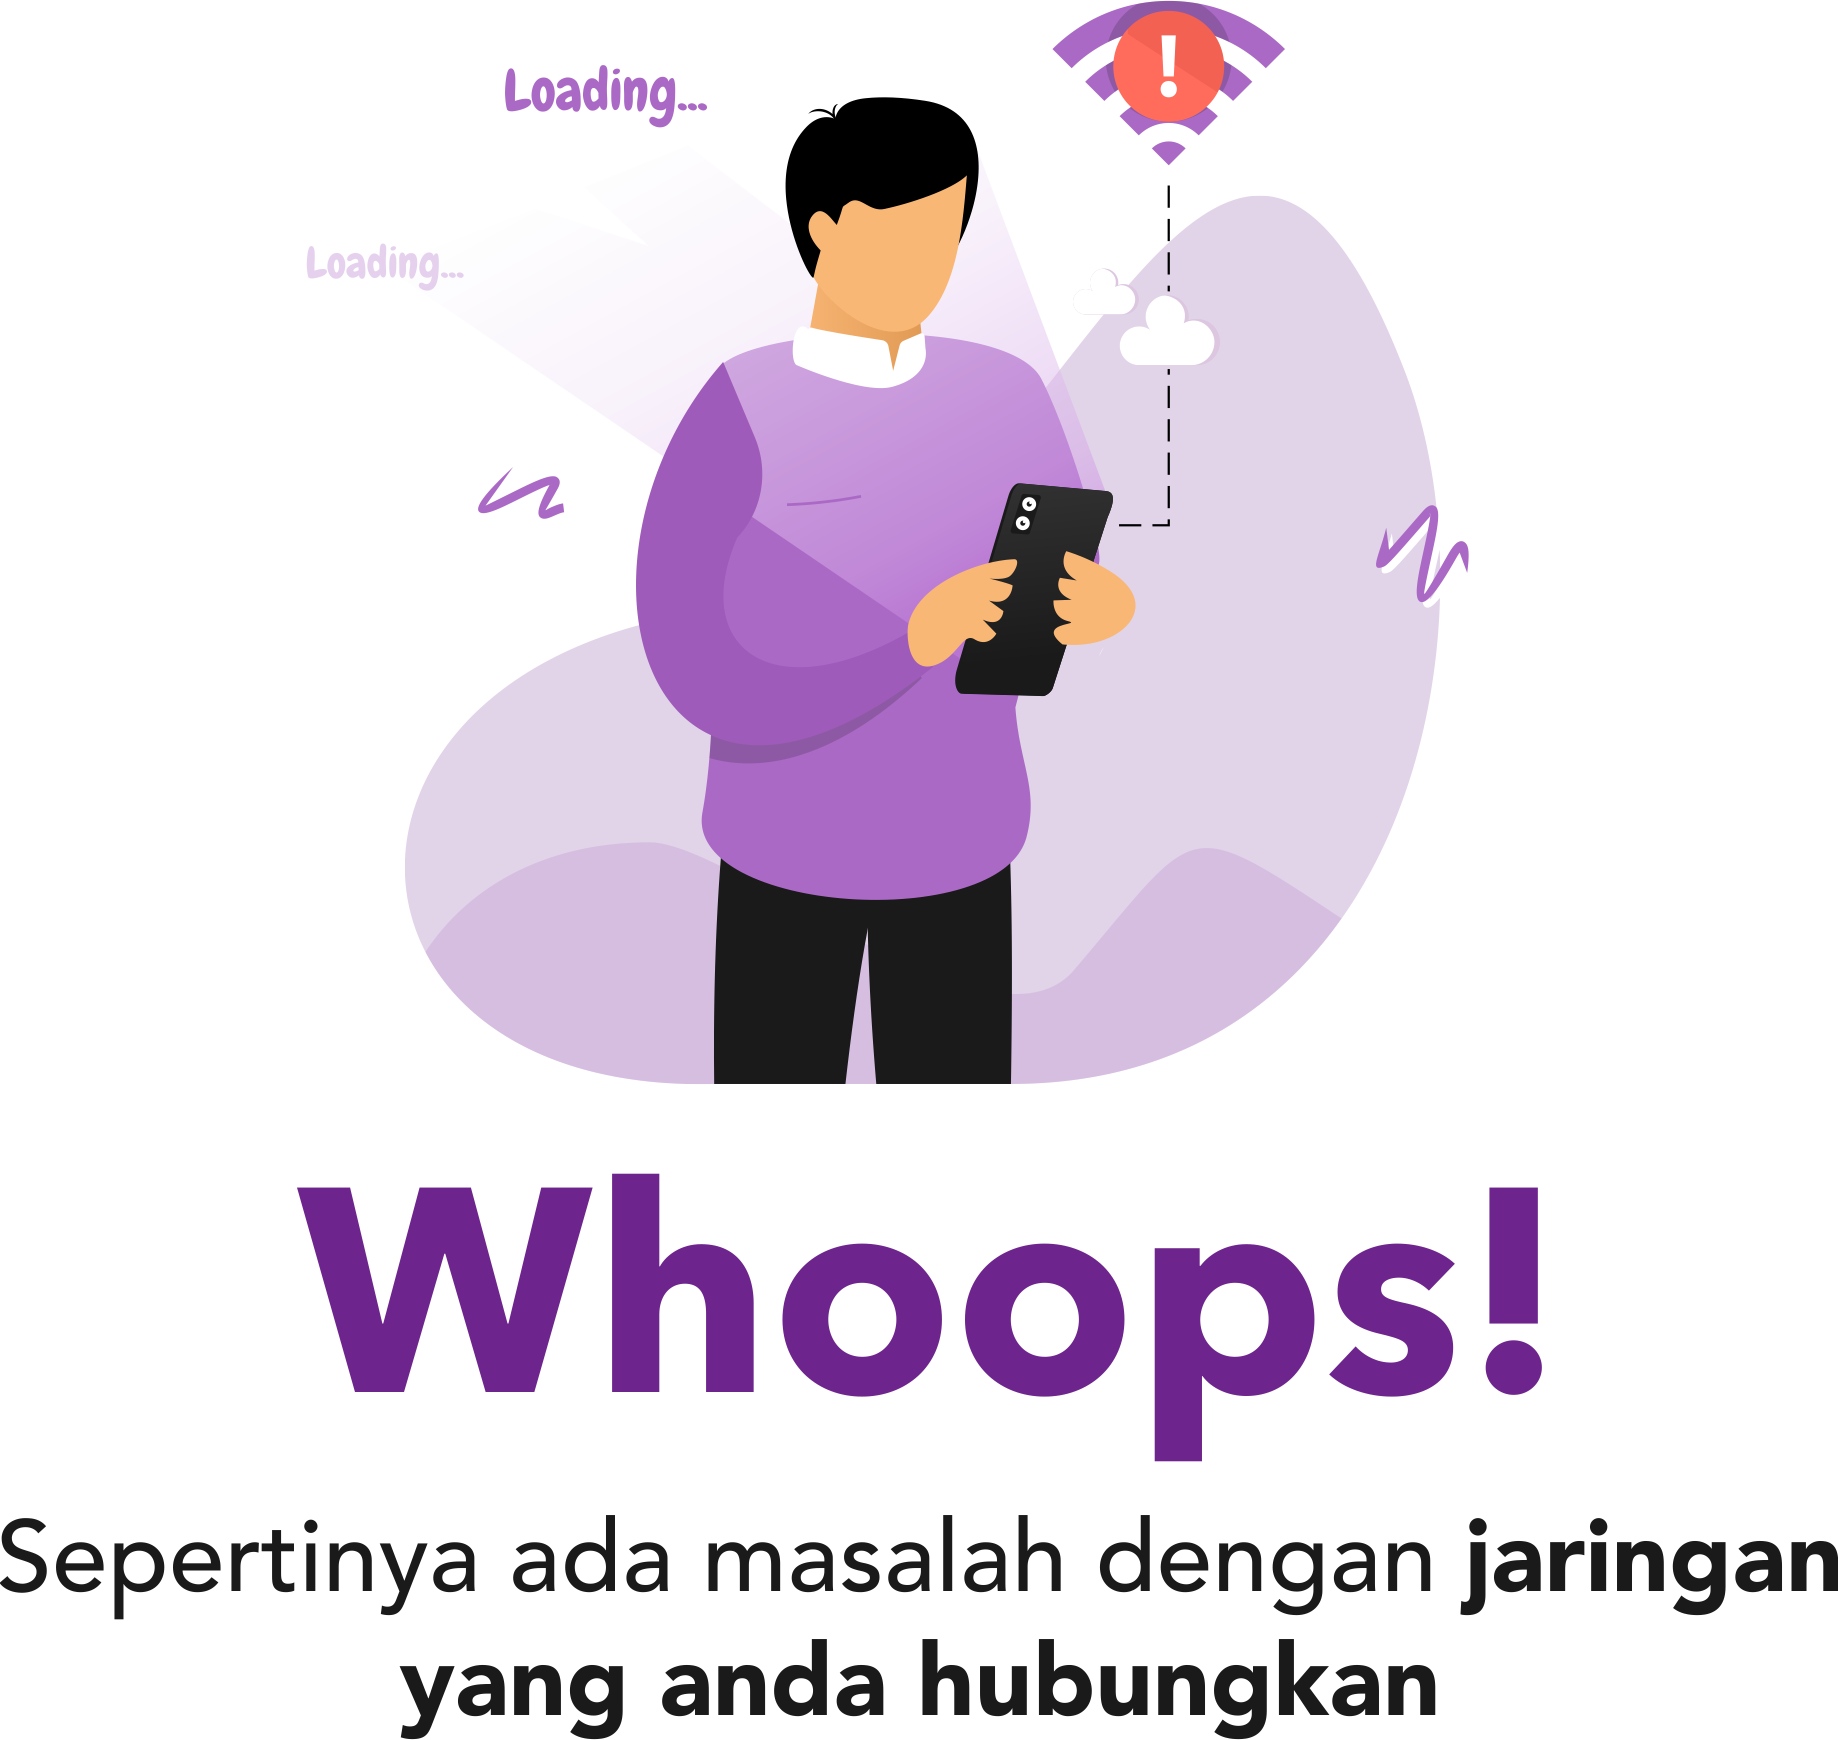 Loading...
Loading...
Whoops!
Sepertinya ada masalah dengan jaringan
yang anda hubungkan